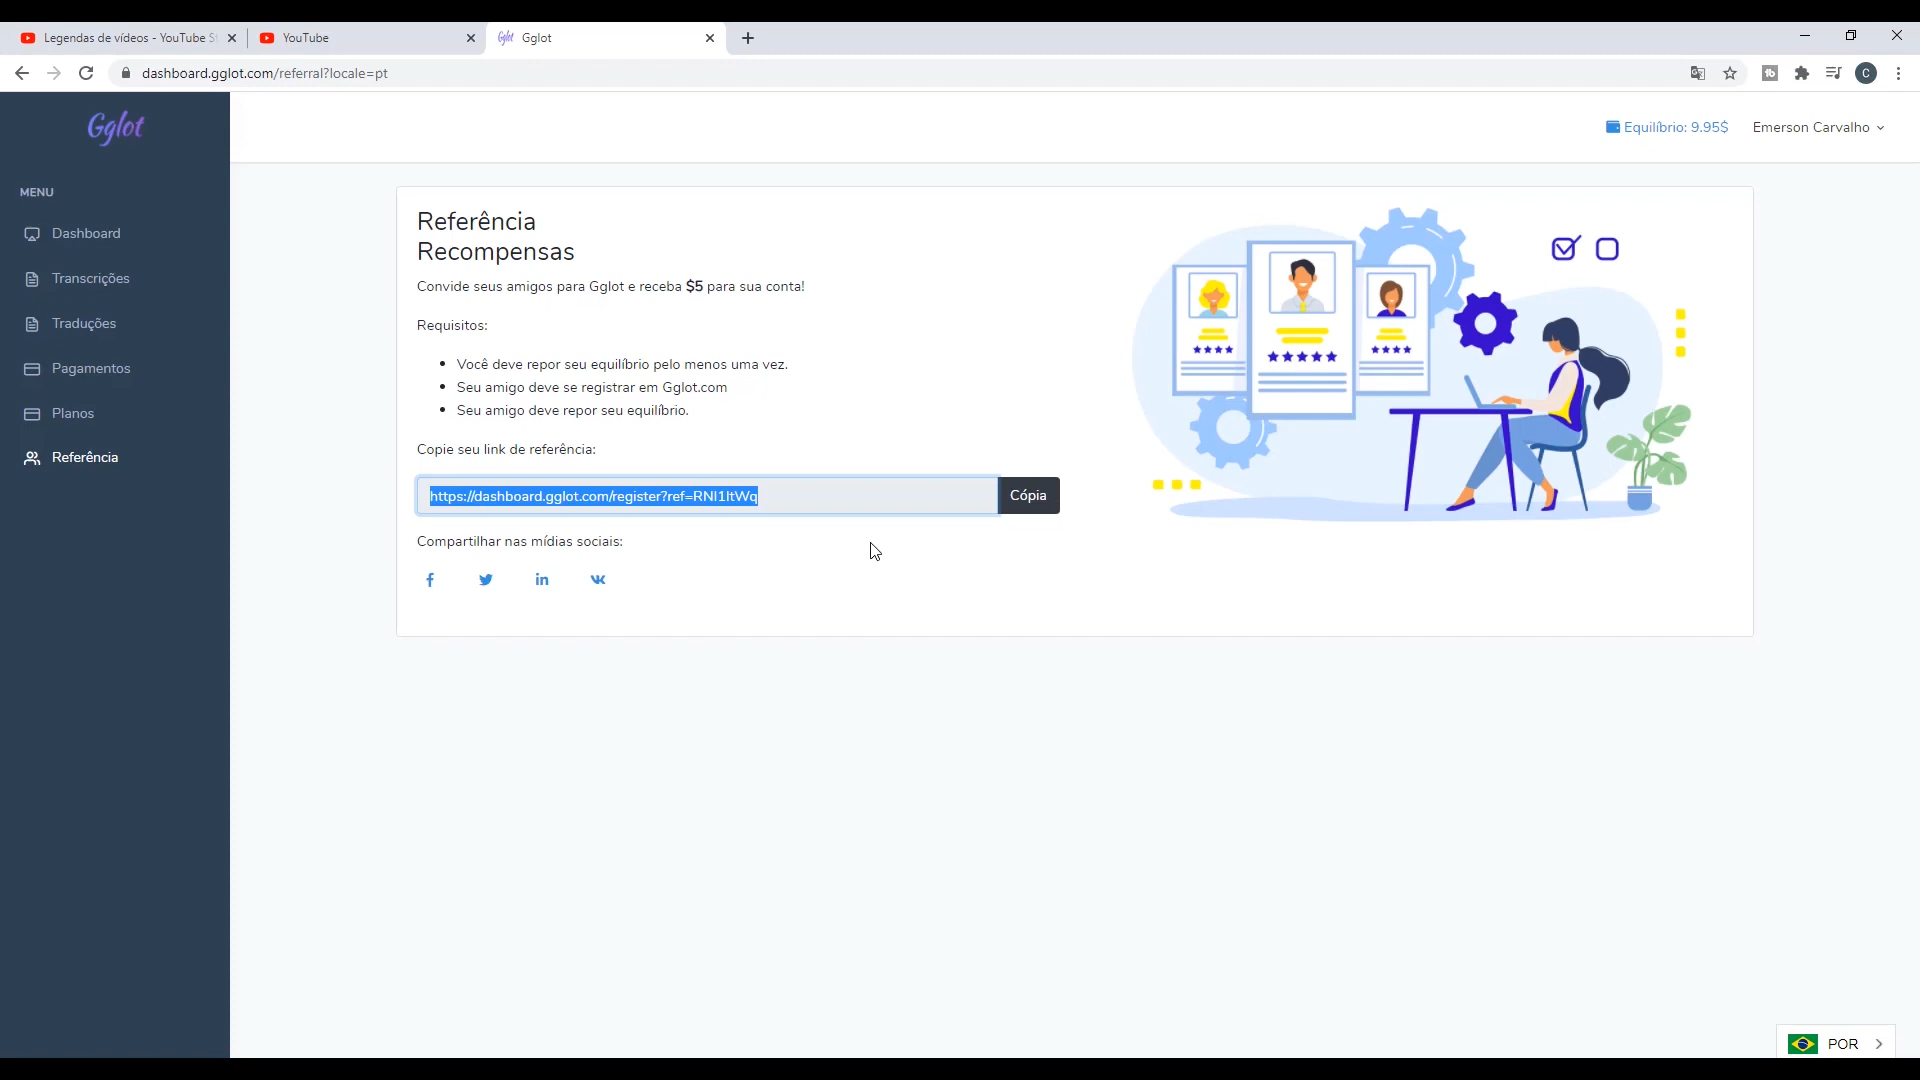 Legendas de vídeos - YouTube S
YouTube
Gglot
dashboard.gglot.com/referral?locale=pt
C
Gglot
Equilíbrio: 9.95$
Emerson Carvalho
MENU
Dashboard
Transcrições
Traduções
Pagamentos
Planos
Referência
Referência
Recompensas
Convide seus amigos para Gglot e receba $5 para sua conta!
Requisitos:
Você deve repor seu equilíbrio pelo menos uma vez.
Seu amigo deve se registrar em Gglot.com
Seu amigo deve repor seu equilíbrio.
Copie seu link de referência:
https://dashboard.gglot.com/register?ref=RNI1ltWq
Cópia
Compartilhar nas mídias sociais:
POR